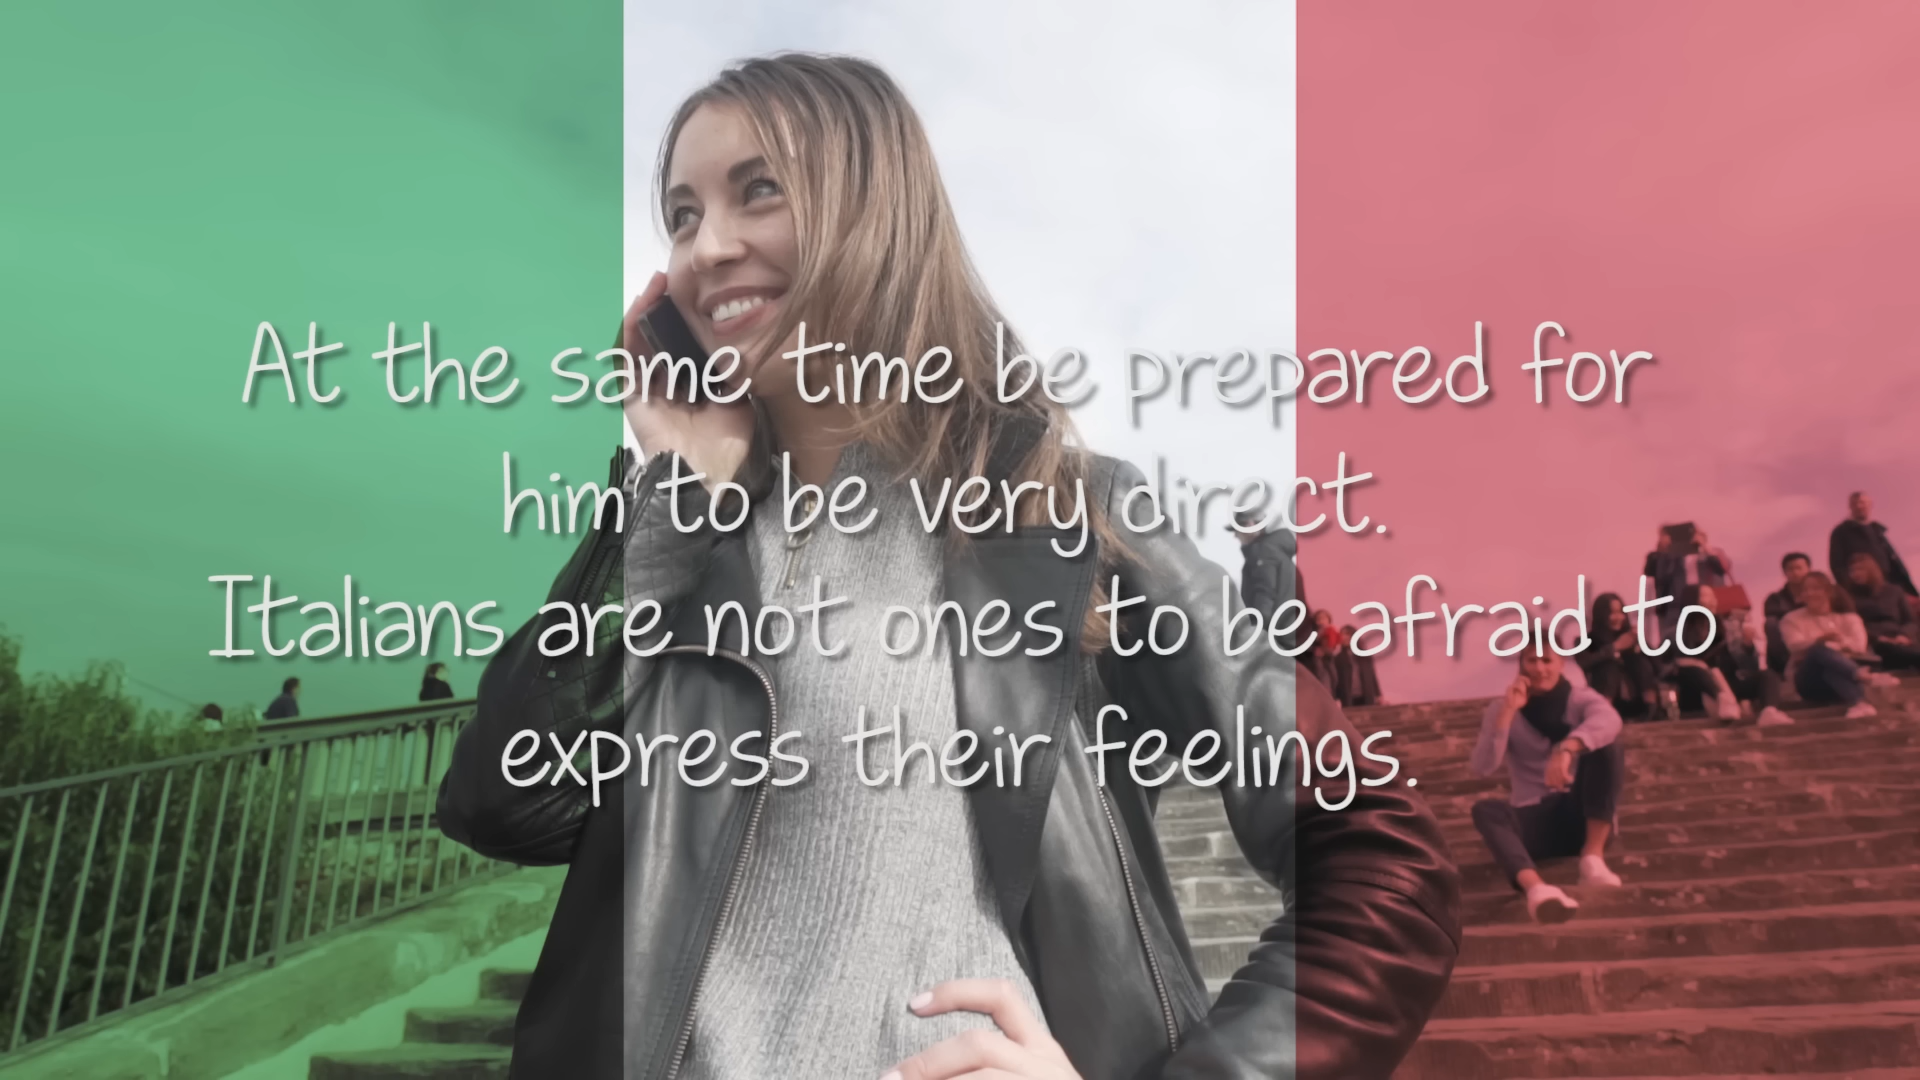 At the same time be prepared for
him to be very direct.
Italians are not ones to be afraid to
express their feelings.